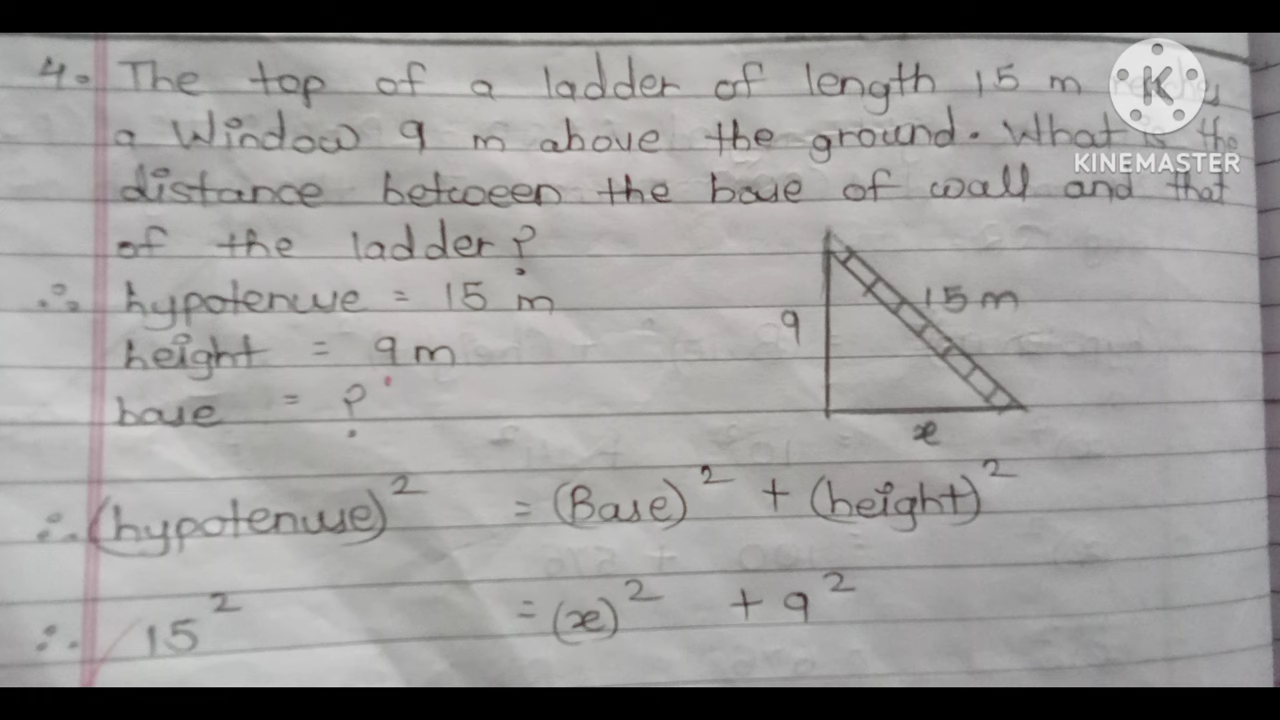 4. The top of a ladder of length 15 m
a Window 9 m above the ground. What is the
distance between the base of wall and that
of the ladder?
∴ hypotenuse = 15 m
height = 9 m
base = ?
9
15 m
x
∴ (hypotenuse)² = (Base)² + (height)²
∴ 15² = (x)² + 9²
K
KINEMASTER